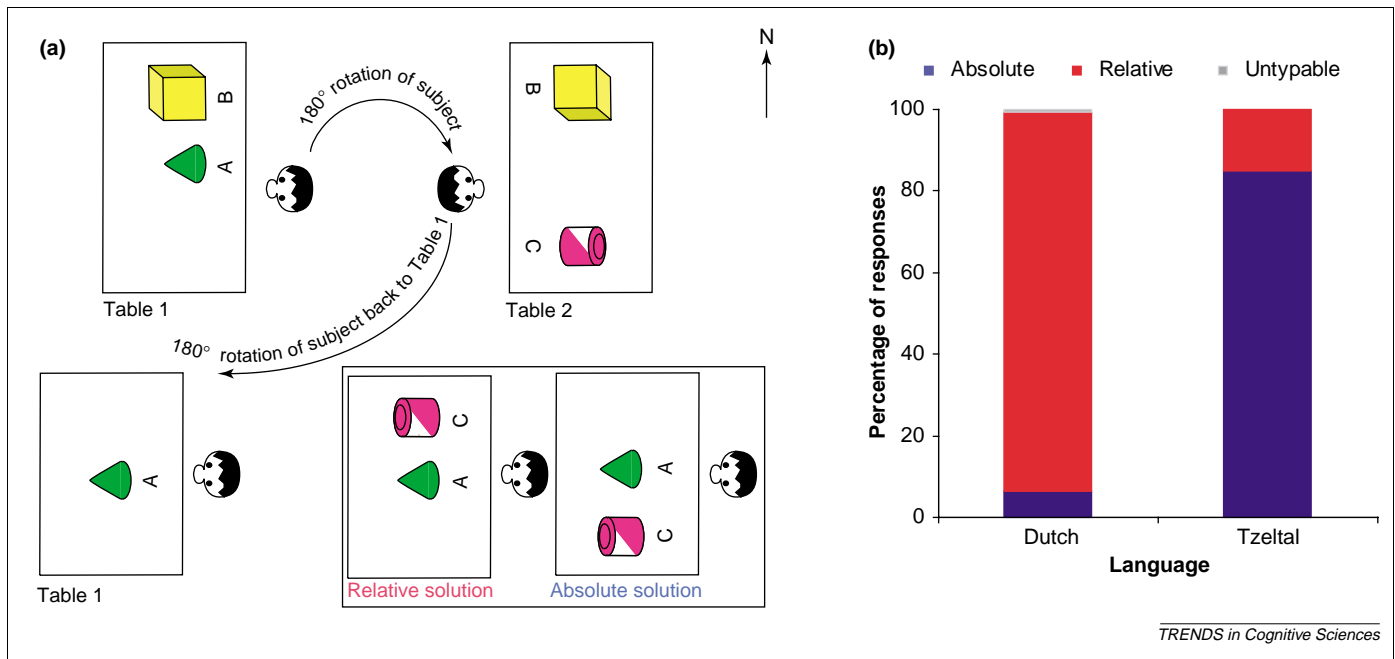 (a)
B
A
Table 1
180° rotation of subject
B
C
Table 2
N
180° rotation of subject back to Table 1
A
Table 1
C
A
Relative solution
A
C
Absolute solution
(b)
Absolute Relative Untypable
Percentage of responses
100
80
60
40
20
0
Dutch Tzeltal
Language
TRENDS in Cognitive Sciences